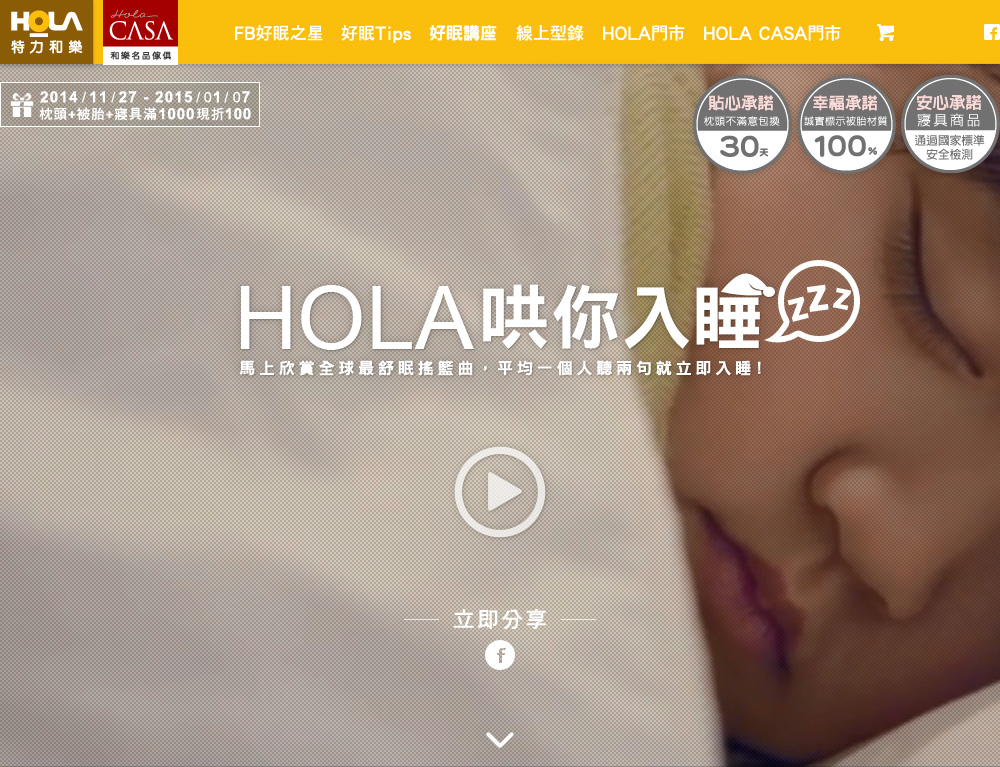 HOLA
特力和樂
Hola
CASA
和樂名品傢俱
FB好眠之星 好眠Tips 好眠講座 線上型錄 HOLA門市 HOLA CASA門市
2014/11/27 - 2015/01/07
枕頭+被胎+寢具滿1000現折100
貼心承諾
枕頭不滿意包換
30天
幸福承諾
誠實標示被胎材質
100%
安心承諾
寢具商品
通過國家標準
安全檢測
HOLA哄你入睡
zzz
馬上欣賞全球最舒眠搖籃曲，平均一個人聽兩句就立即入睡!
立即分享
f